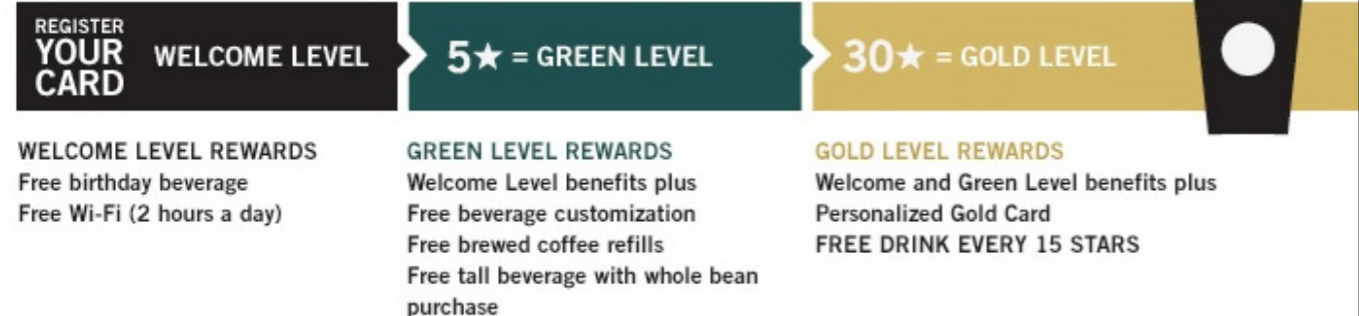 REGISTER
YOUR
CARD
WELCOME LEVEL
5★ = GREEN LEVEL
30★ = GOLD LEVEL
WELCOME LEVEL REWARDS
Free birthday beverage
Free Wi-Fi (2 hours a day)
GREEN LEVEL REWARDS
Welcome Level benefits plus
Free beverage customization
Free brewed coffee refills
Free tall beverage with whole bean
purchase
GOLD LEVEL REWARDS
Welcome and Green Level benefits plus
Personalized Gold Card
FREE DRINK EVERY 15 STARS